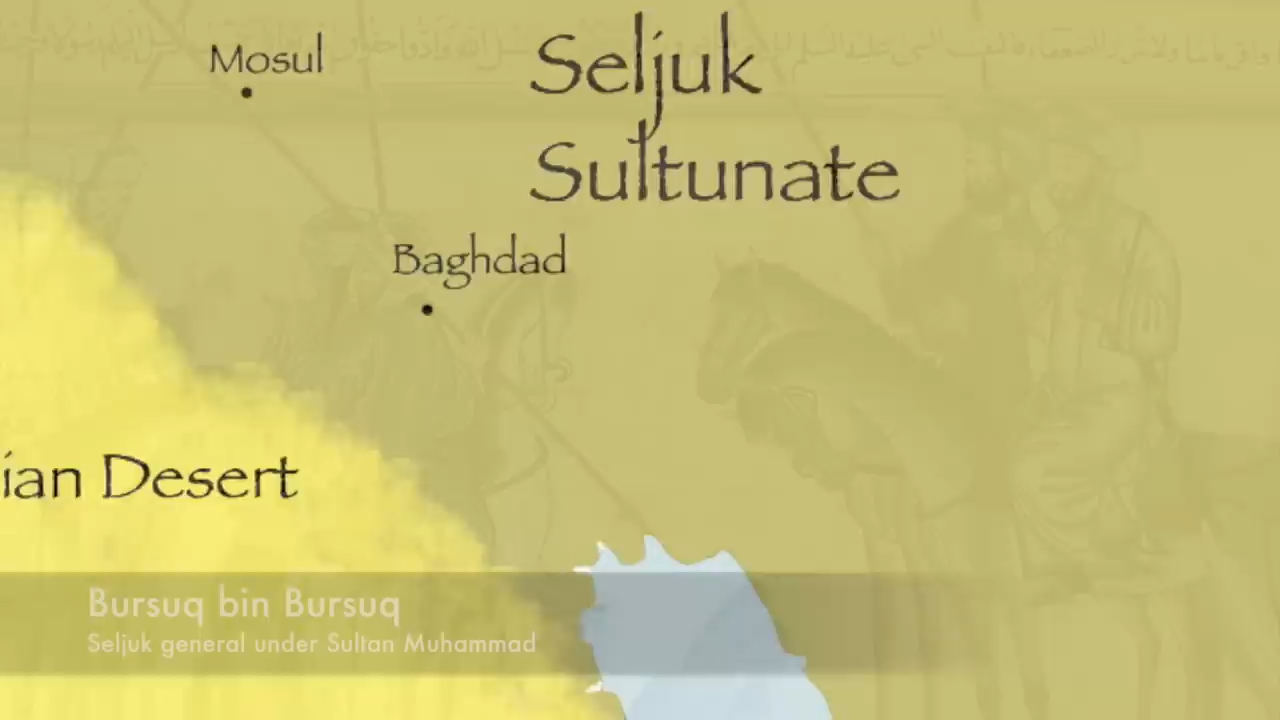 Mosul
Seljuk
Sultunate
Baghdad
ian Desert
Bursuq bin Bursuq
Seljuk general under Sultan Muhammad